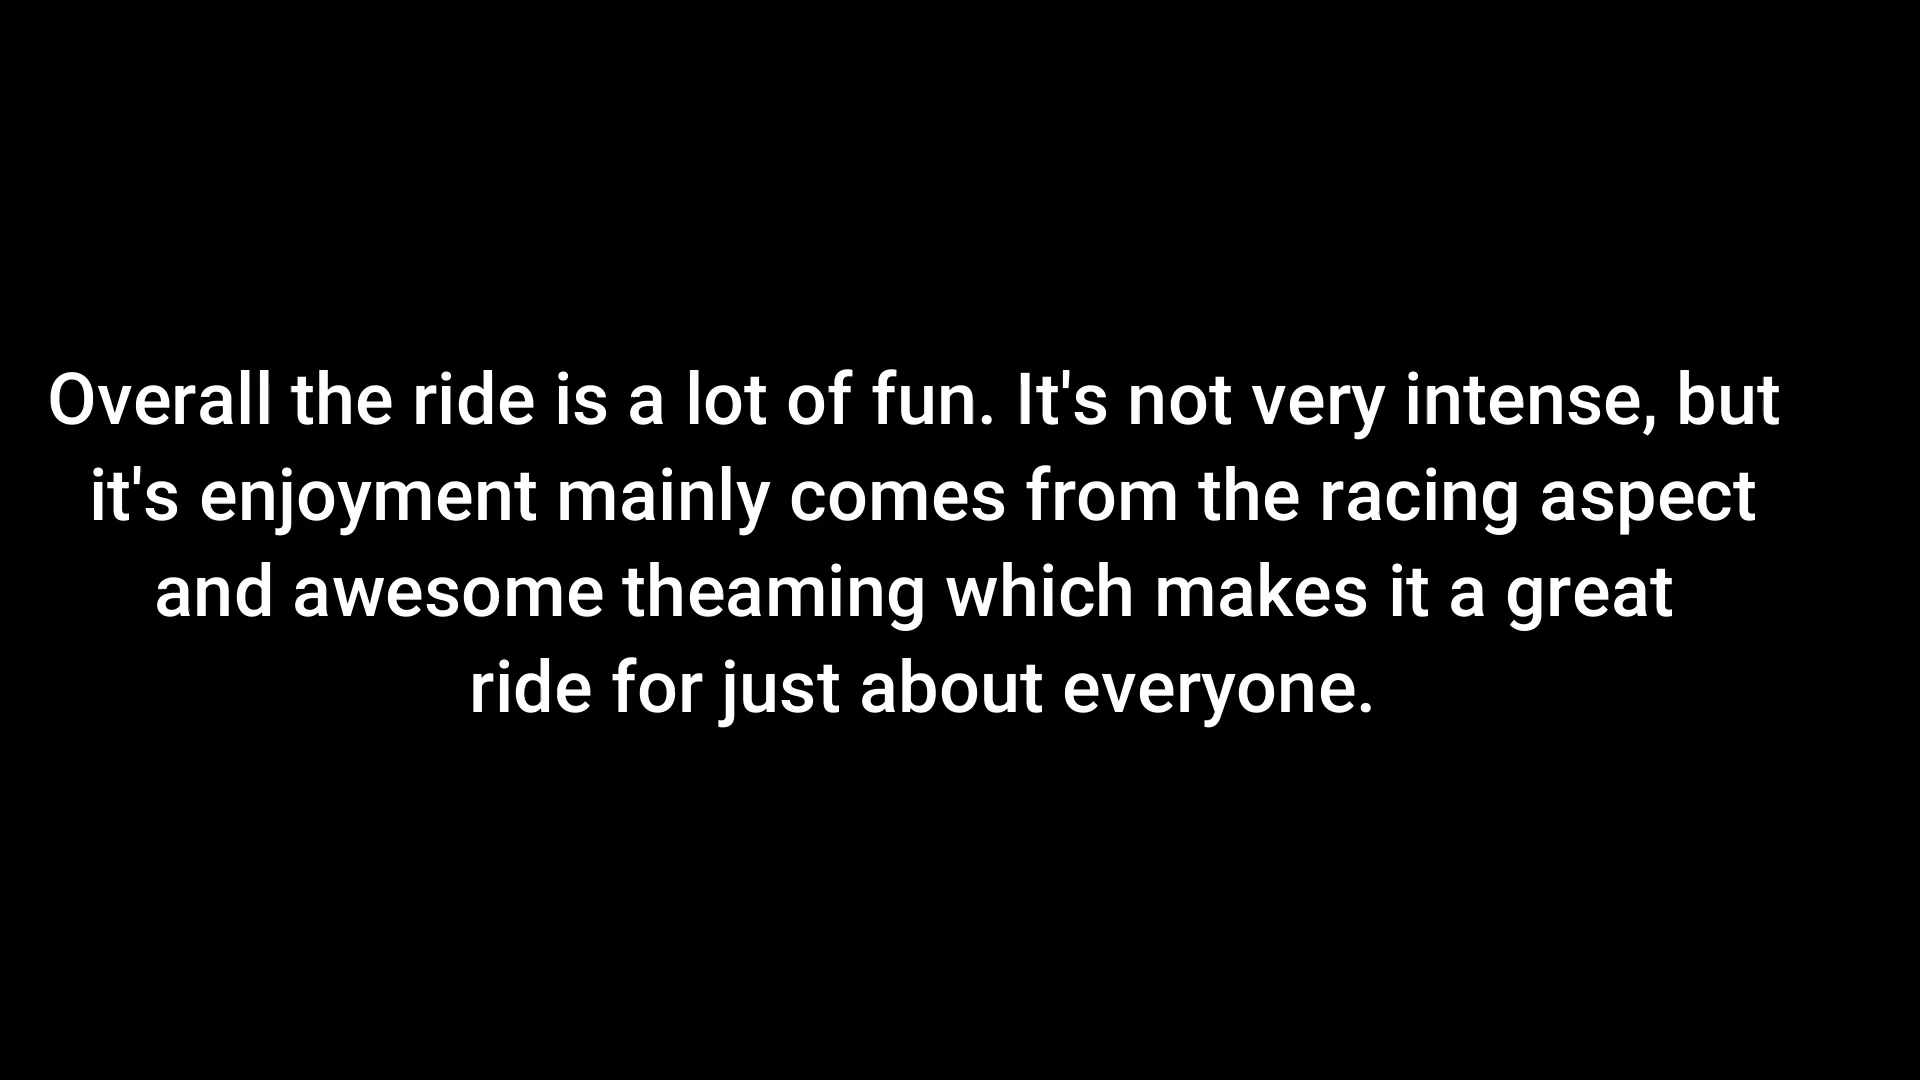 Overall the ride is a lot of fun. It's not very intense, but
it's enjoyment mainly comes from the racing aspect
and awesome theaming which makes it a great
ride for just about everyone.